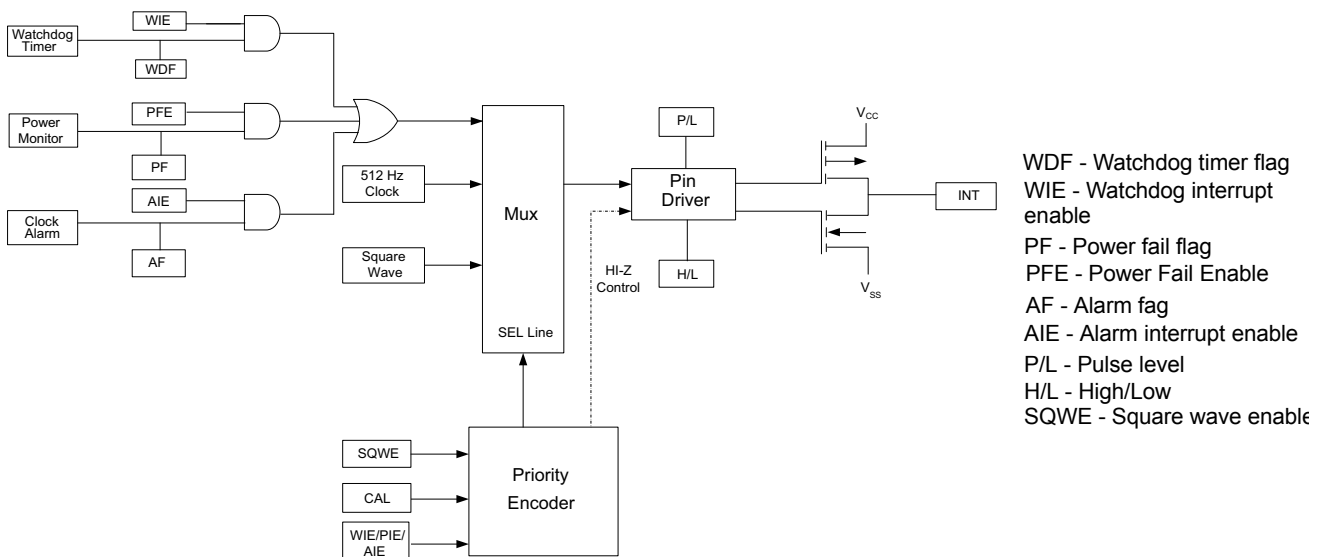 WIE
Watchdog
Timer
WDF
PFE
Power
Monitor
PF
AIE
Clock
Alarm
AF
512 Hz
Clock
Square
Wave
Mux
SEL Line
P/L
Pin
Driver
H/L
HI-Z
Control
VCC
VSS
INT
SQWE
CAL
WIE/PIE/
AIE
Priority
Encoder
WDF - Watchdog timer flag
WIE - Watchdog interrupt
enable
PF - Power fail flag
PFE - Power Fail Enable
AF - Alarm fag
AIE - Alarm interrupt enable
P/L - Pulse level
H/L - High/Low
SQWE - Square wave enable